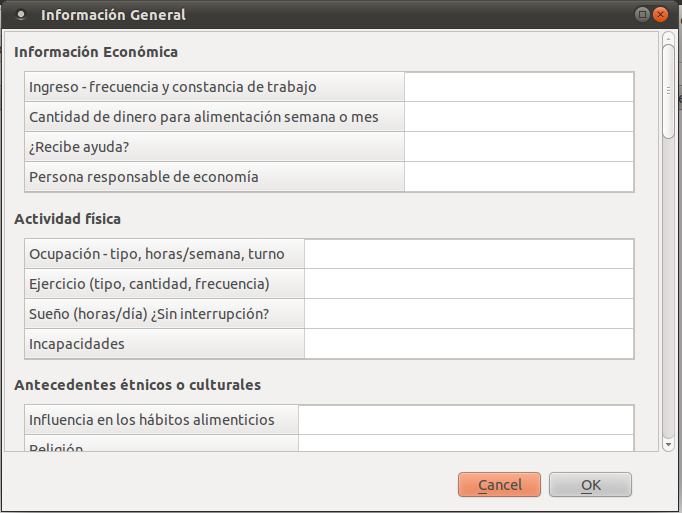 Información General
Información Económica
Ingreso - frecuencia y constancia de trabajo
Cantidad de dinero para alimentación semana o mes
¿Recibe ayuda?
Persona responsable de economía
Actividad física
Ocupación - tipo, horas/semana, turno
Ejercicio (tipo, cantidad, frecuencia)
Sueño (horas/día) ¿Sin interrupción?
Incapacidades
Antecedentes étnicos o culturales
Influencia en los hábitos alimenticios
Religión
Cancel
OK